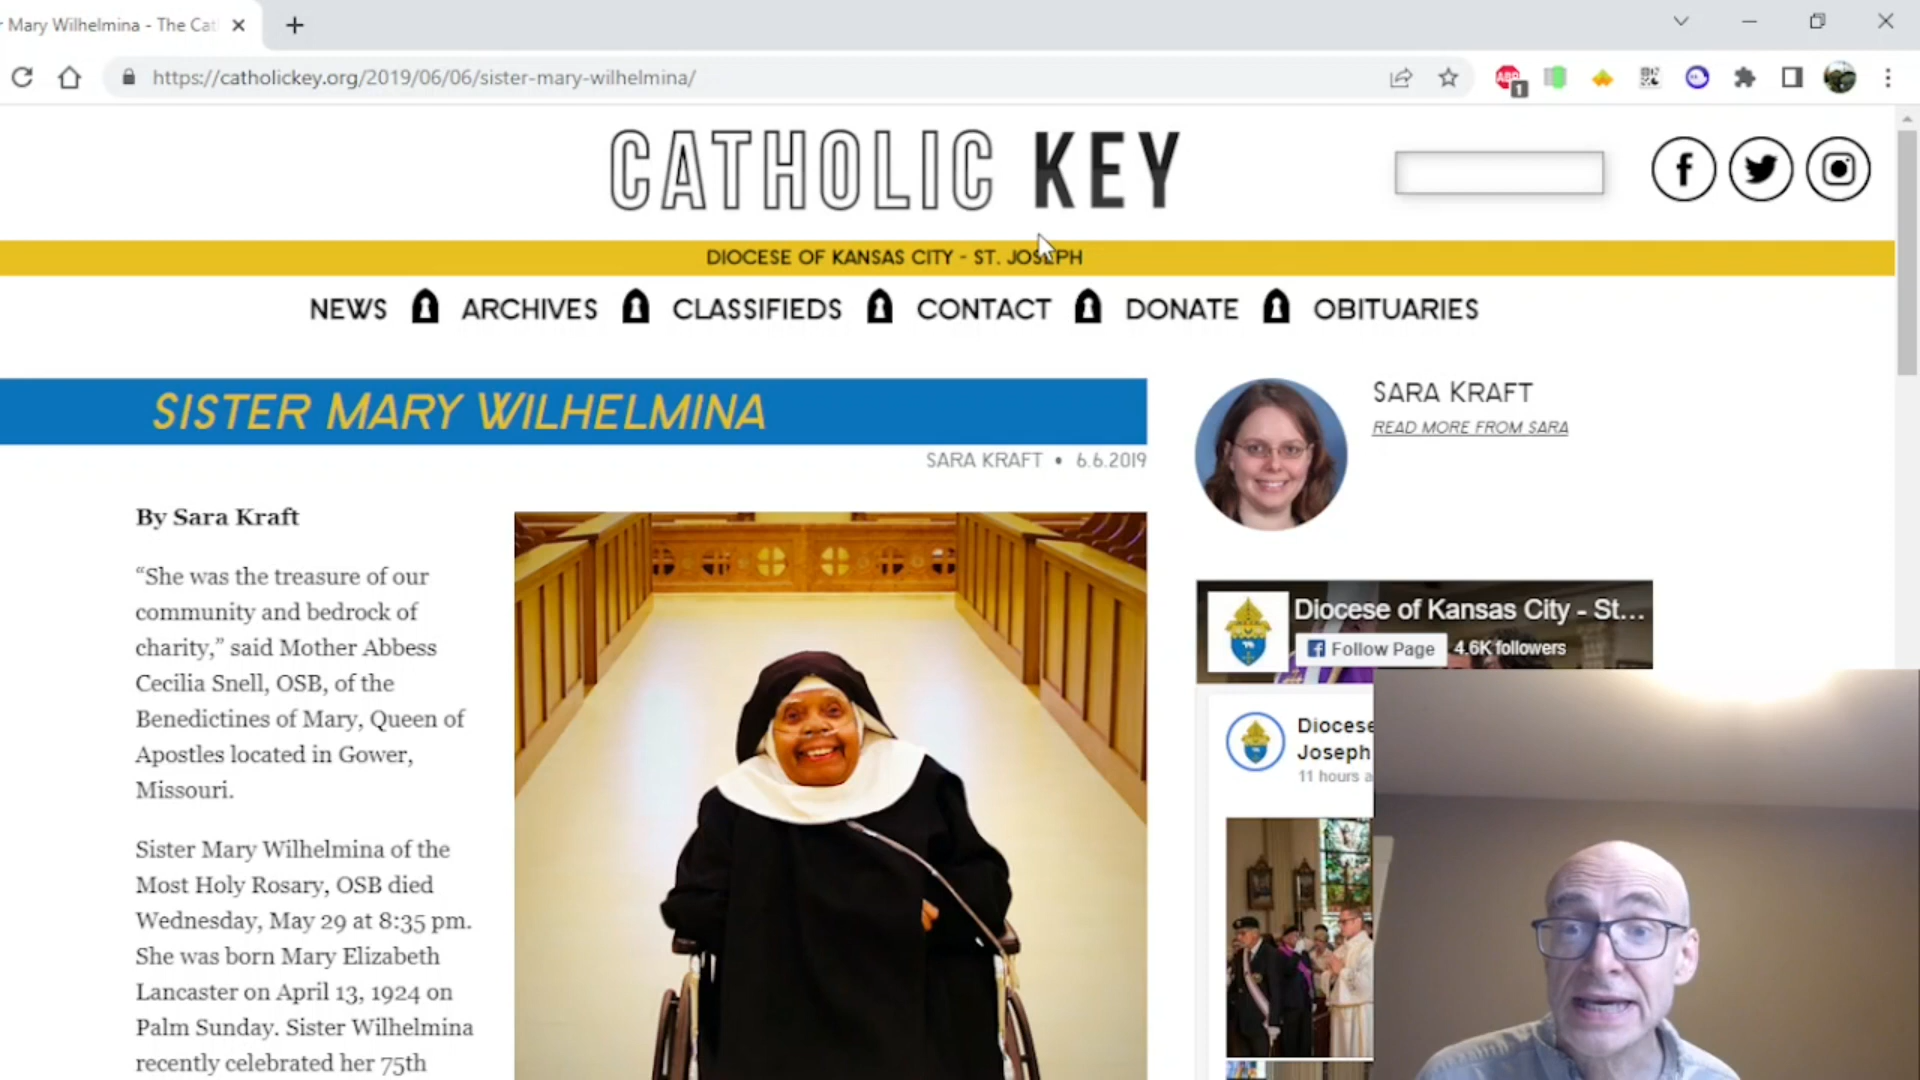 r Mary Wilhelmina - The Cat
https://catholickey.org/2019/06/06/sister-mary-wilhelmina/
ABP
1
CATHOLIC KEY
DIOCESE OF KANSAS CITY - ST. JOSEPH
NEWS ARCHIVES CLASSIFIEDS CONTACT DONATE OBITUARIES
SISTER MARY WILHELMINA
SARA KRAFT • 6.6.2019
By Sara Kraft
“She was the treasure of our
community and bedrock of
charity,” said Mother Abbess
Cecilia Snell, OSB, of the
Benedictines of Mary, Queen of
Apostles located in Gower,
Missouri.
Sister Mary Wilhelmina of the
Most Holy Rosary, OSB died
Wednesday, May 29 at 8:35 pm.
She was born Mary Elizabeth
Lancaster on April 13, 1924 on
Palm Sunday. Sister Wilhelmina
recently celebrated her 75th
SARA KRAFT
READ MORE FROM SARA
Diocese of Kansas City - St...
Follow Page
4.6K followers
Diocese
Joseph
11 hours a